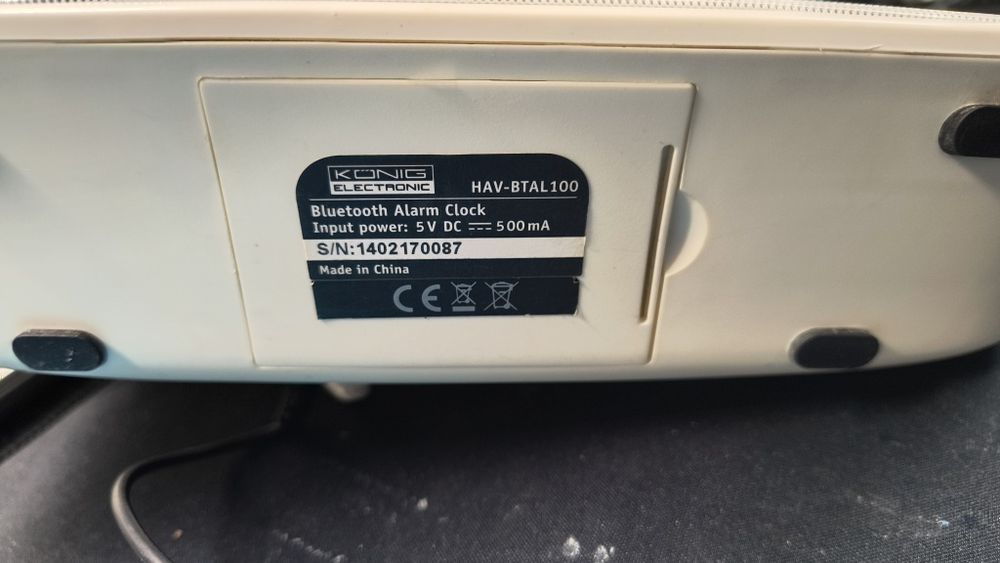 KÖNIG
ELECTRONIC
HAV-BTAL100
Bluetooth Alarm Clock
Input power: 5V DC ⎓ 500mA
S/N:1402170087
Made in China
CE